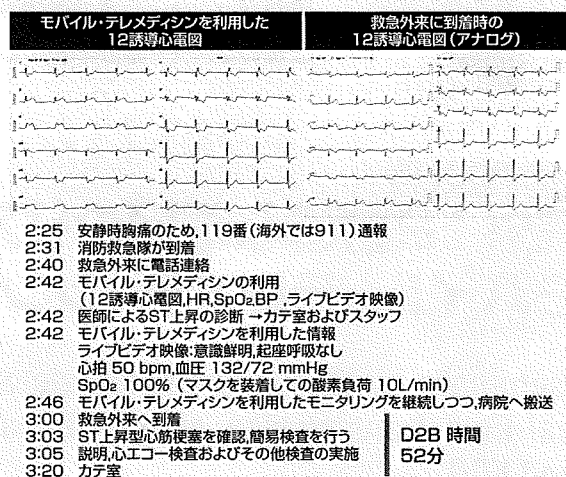 モバイル・テレメディシンを利用した
12誘導心電図
救急外来に到着時の
12誘導心電図(アナログ)
2:25 安静時胸痛のため,119番(海外では911)通報
2:31 消防救急隊が到着
2:40 救急外来に電話連絡
2:42 モバイル・テレメディシンの利用
(12誘導心電図,HR,SpO₂,BP ,ライブビデオ映像)
2:42 医師によるST上昇の診断 →カテ室およびスタッフ
2:42 モバイル・テレメディシンを利用した情報
ライブビデオ映像:意識鮮明,起座呼吸なし
心拍 50 bpm,血圧 132/72 mmHg
SpO₂ 100% (マスクを装着しての酸素負荷 10L/min)
2:46 モバイル・テレメディシンを利用したモニタリングを継続しつつ,病院へ搬送
3:00 救急外来へ到着
3:03 ST上昇型心筋梗塞を確認,簡易検査を行う
3:05 説明,心エコー検査およびその他検査の実施
3:20 カテ室
D2B 時間
52分